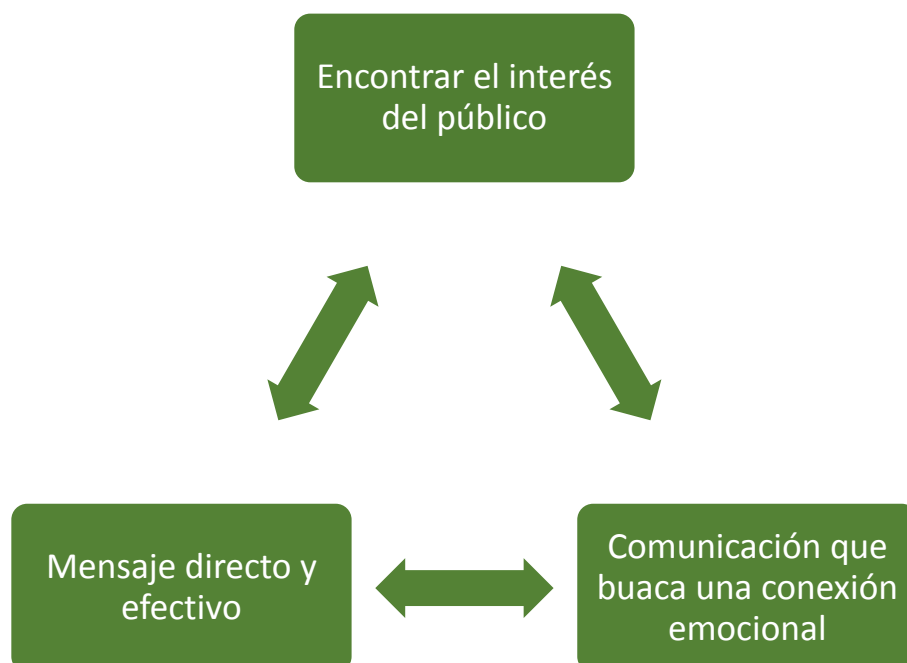 Encontrar el interés
del público
Mensaje directo y
efectivo
Comunicación que
buaca una conexión
emocional